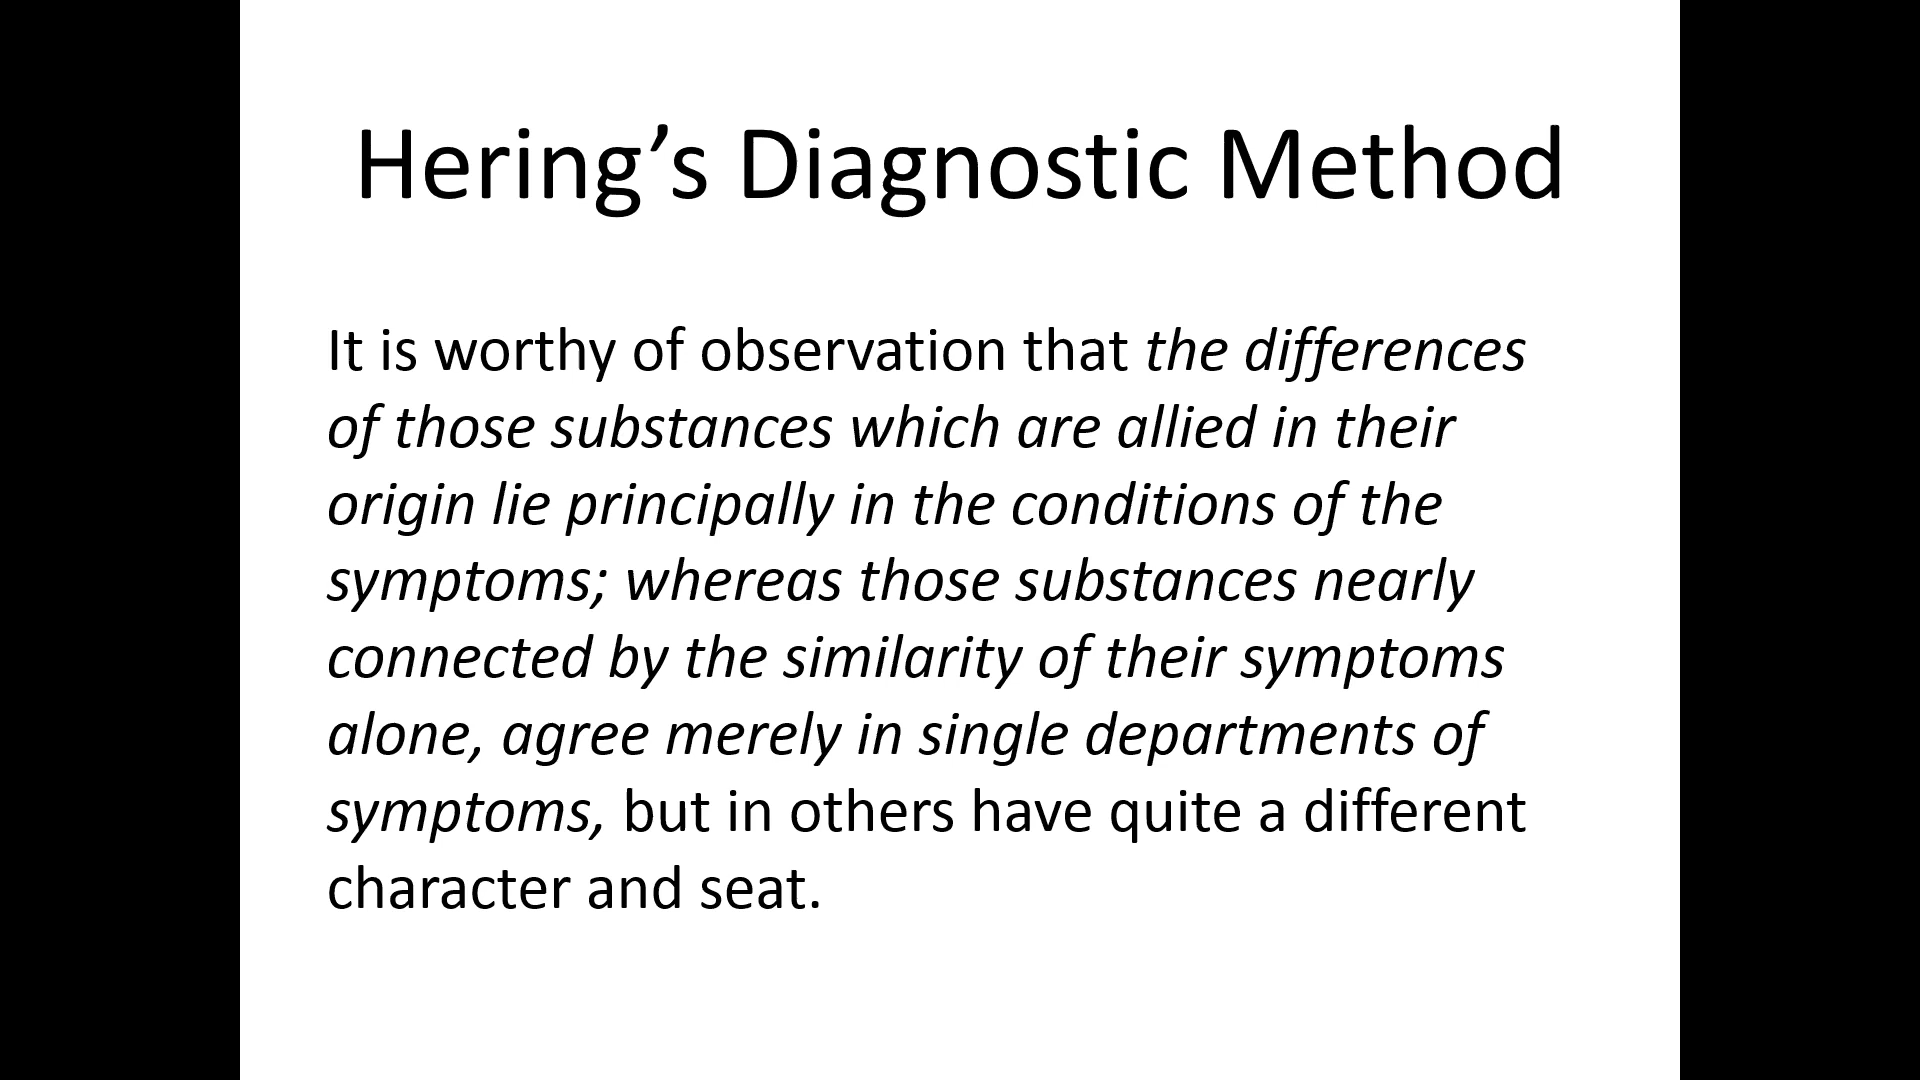 Hering’s Diagnostic Method
It is worthy of observation that the differences
of those substances which are allied in their
origin lie principally in the conditions of the
symptoms; whereas those substances nearly
connected by the similarity of their symptoms
alone, agree merely in single departments of
symptoms, but in others have quite a different
character and seat.